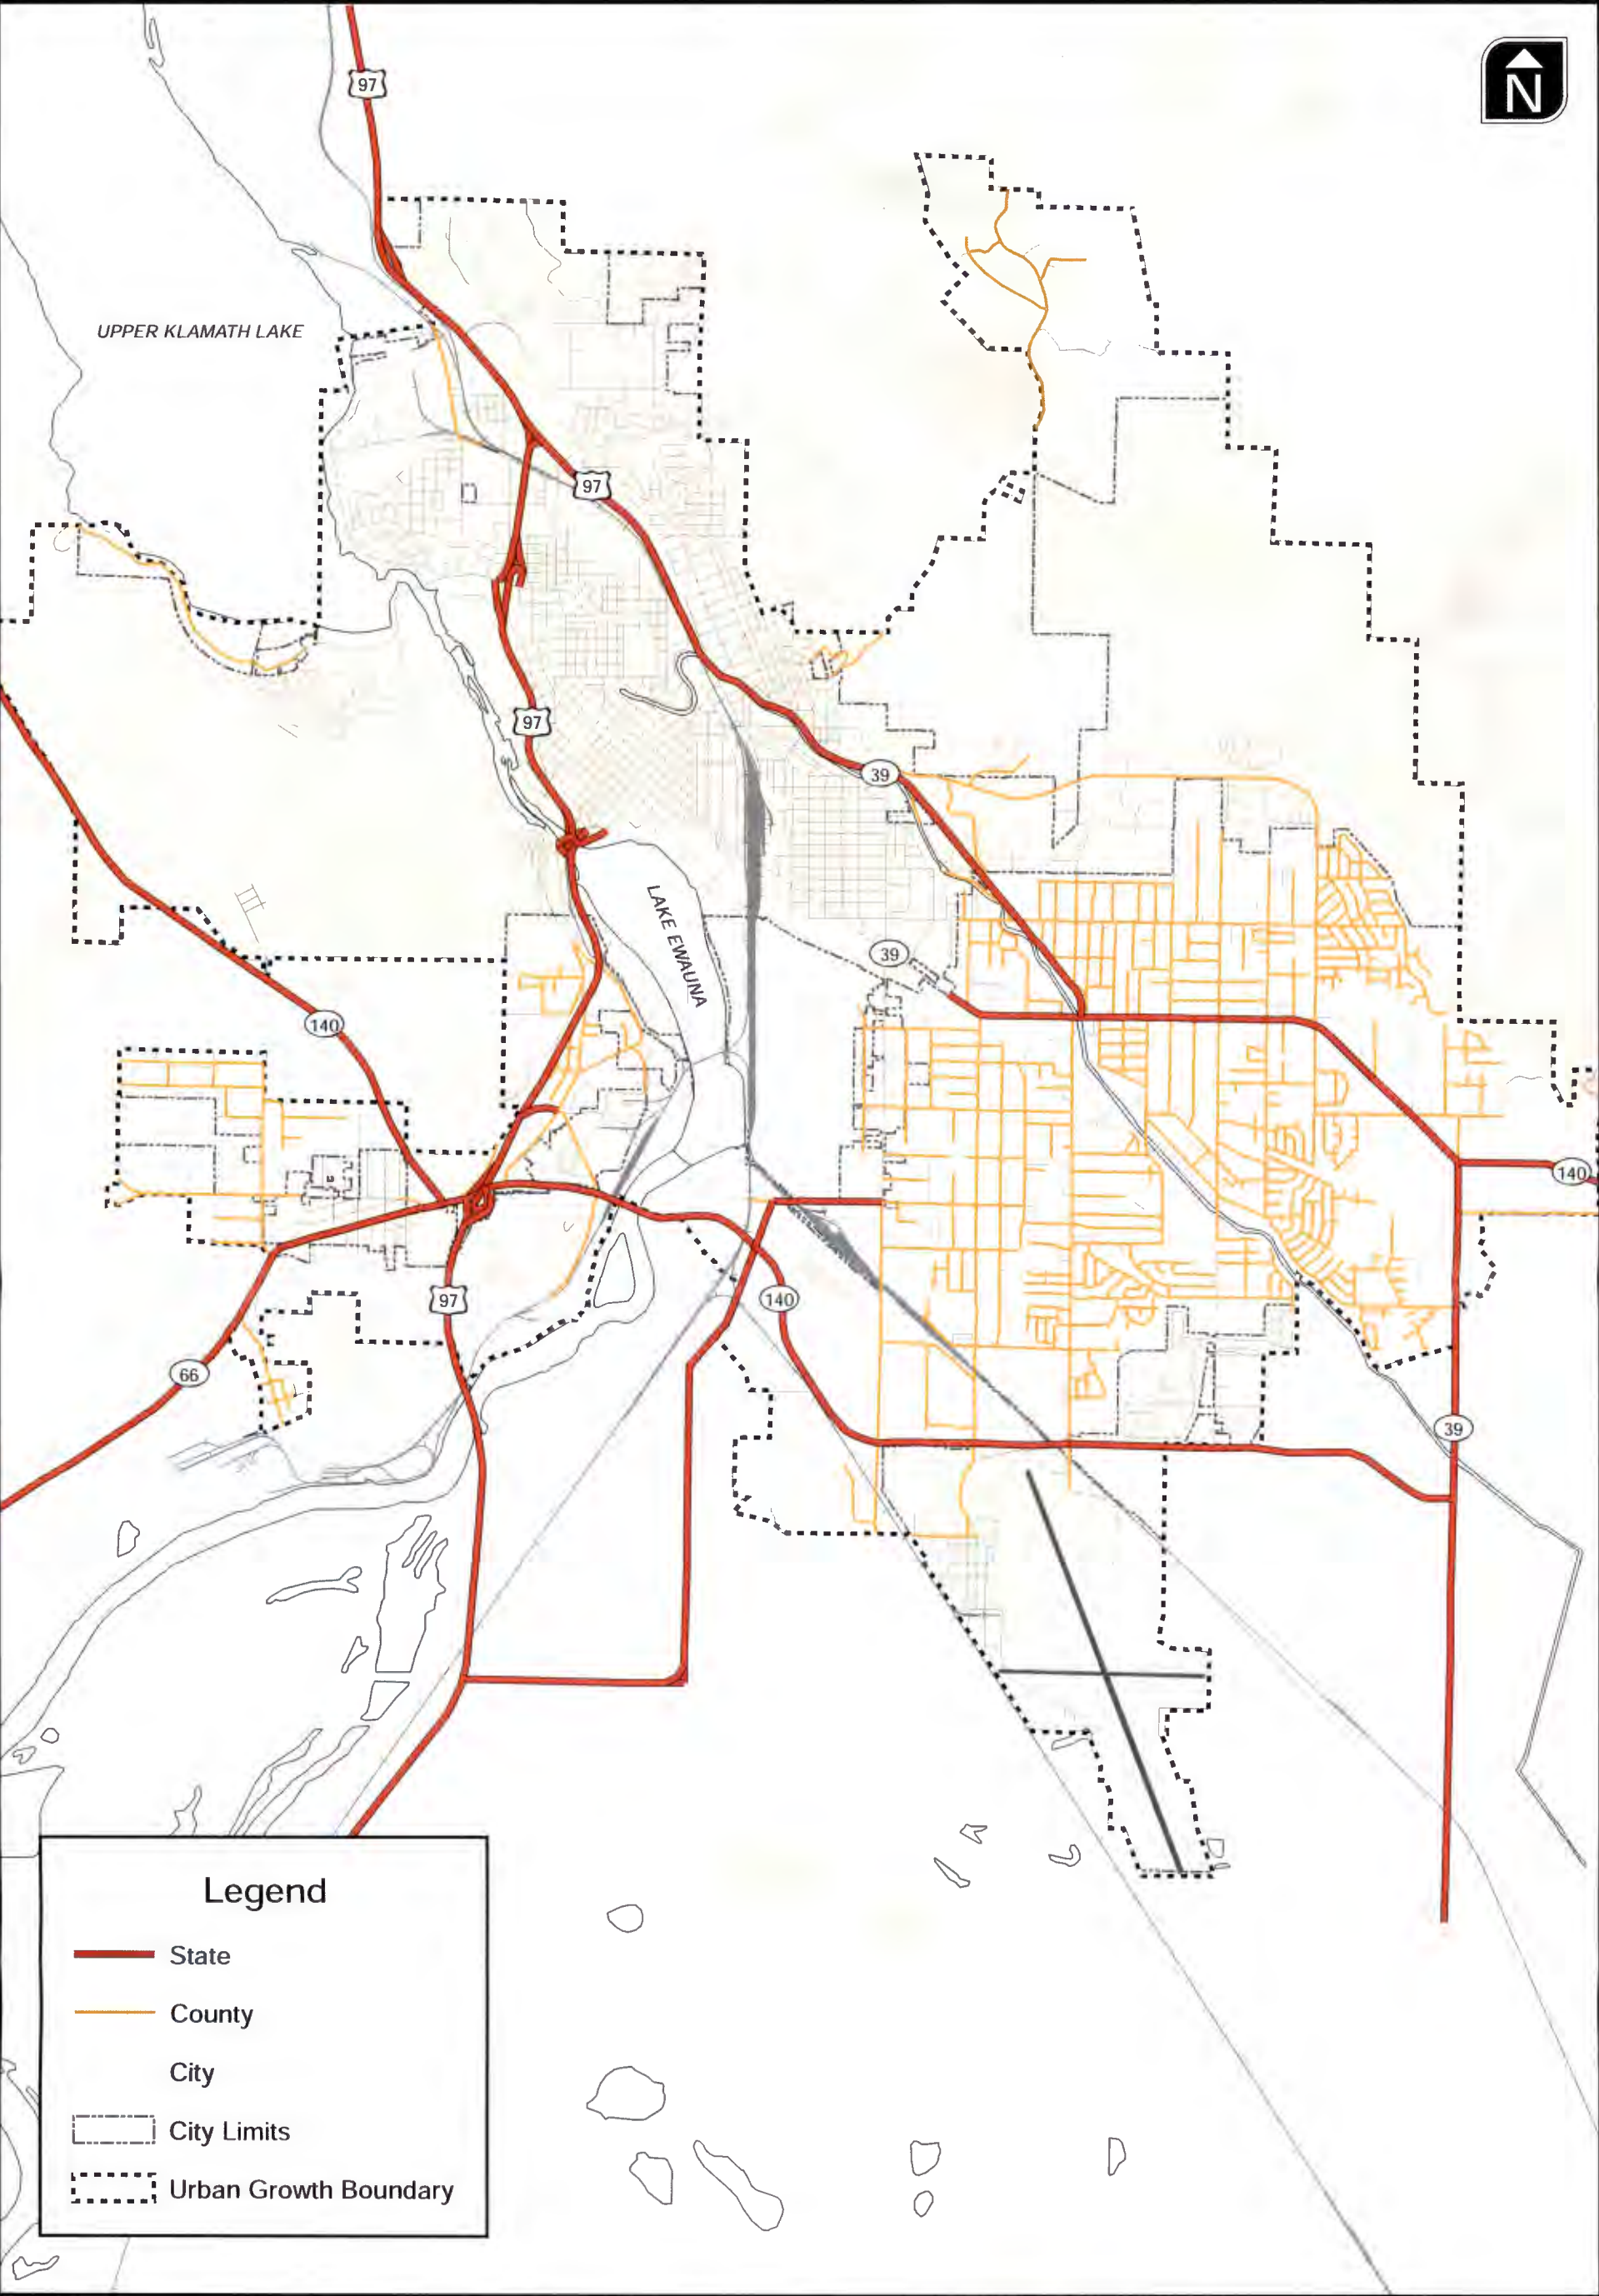 97
N
UPPER KLAMATH LAKE
97
97
39
LAKE EWAUNA
39
140
140
97
140
66
39
Legend
State
County
City
City Limits
Urban Growth Boundary